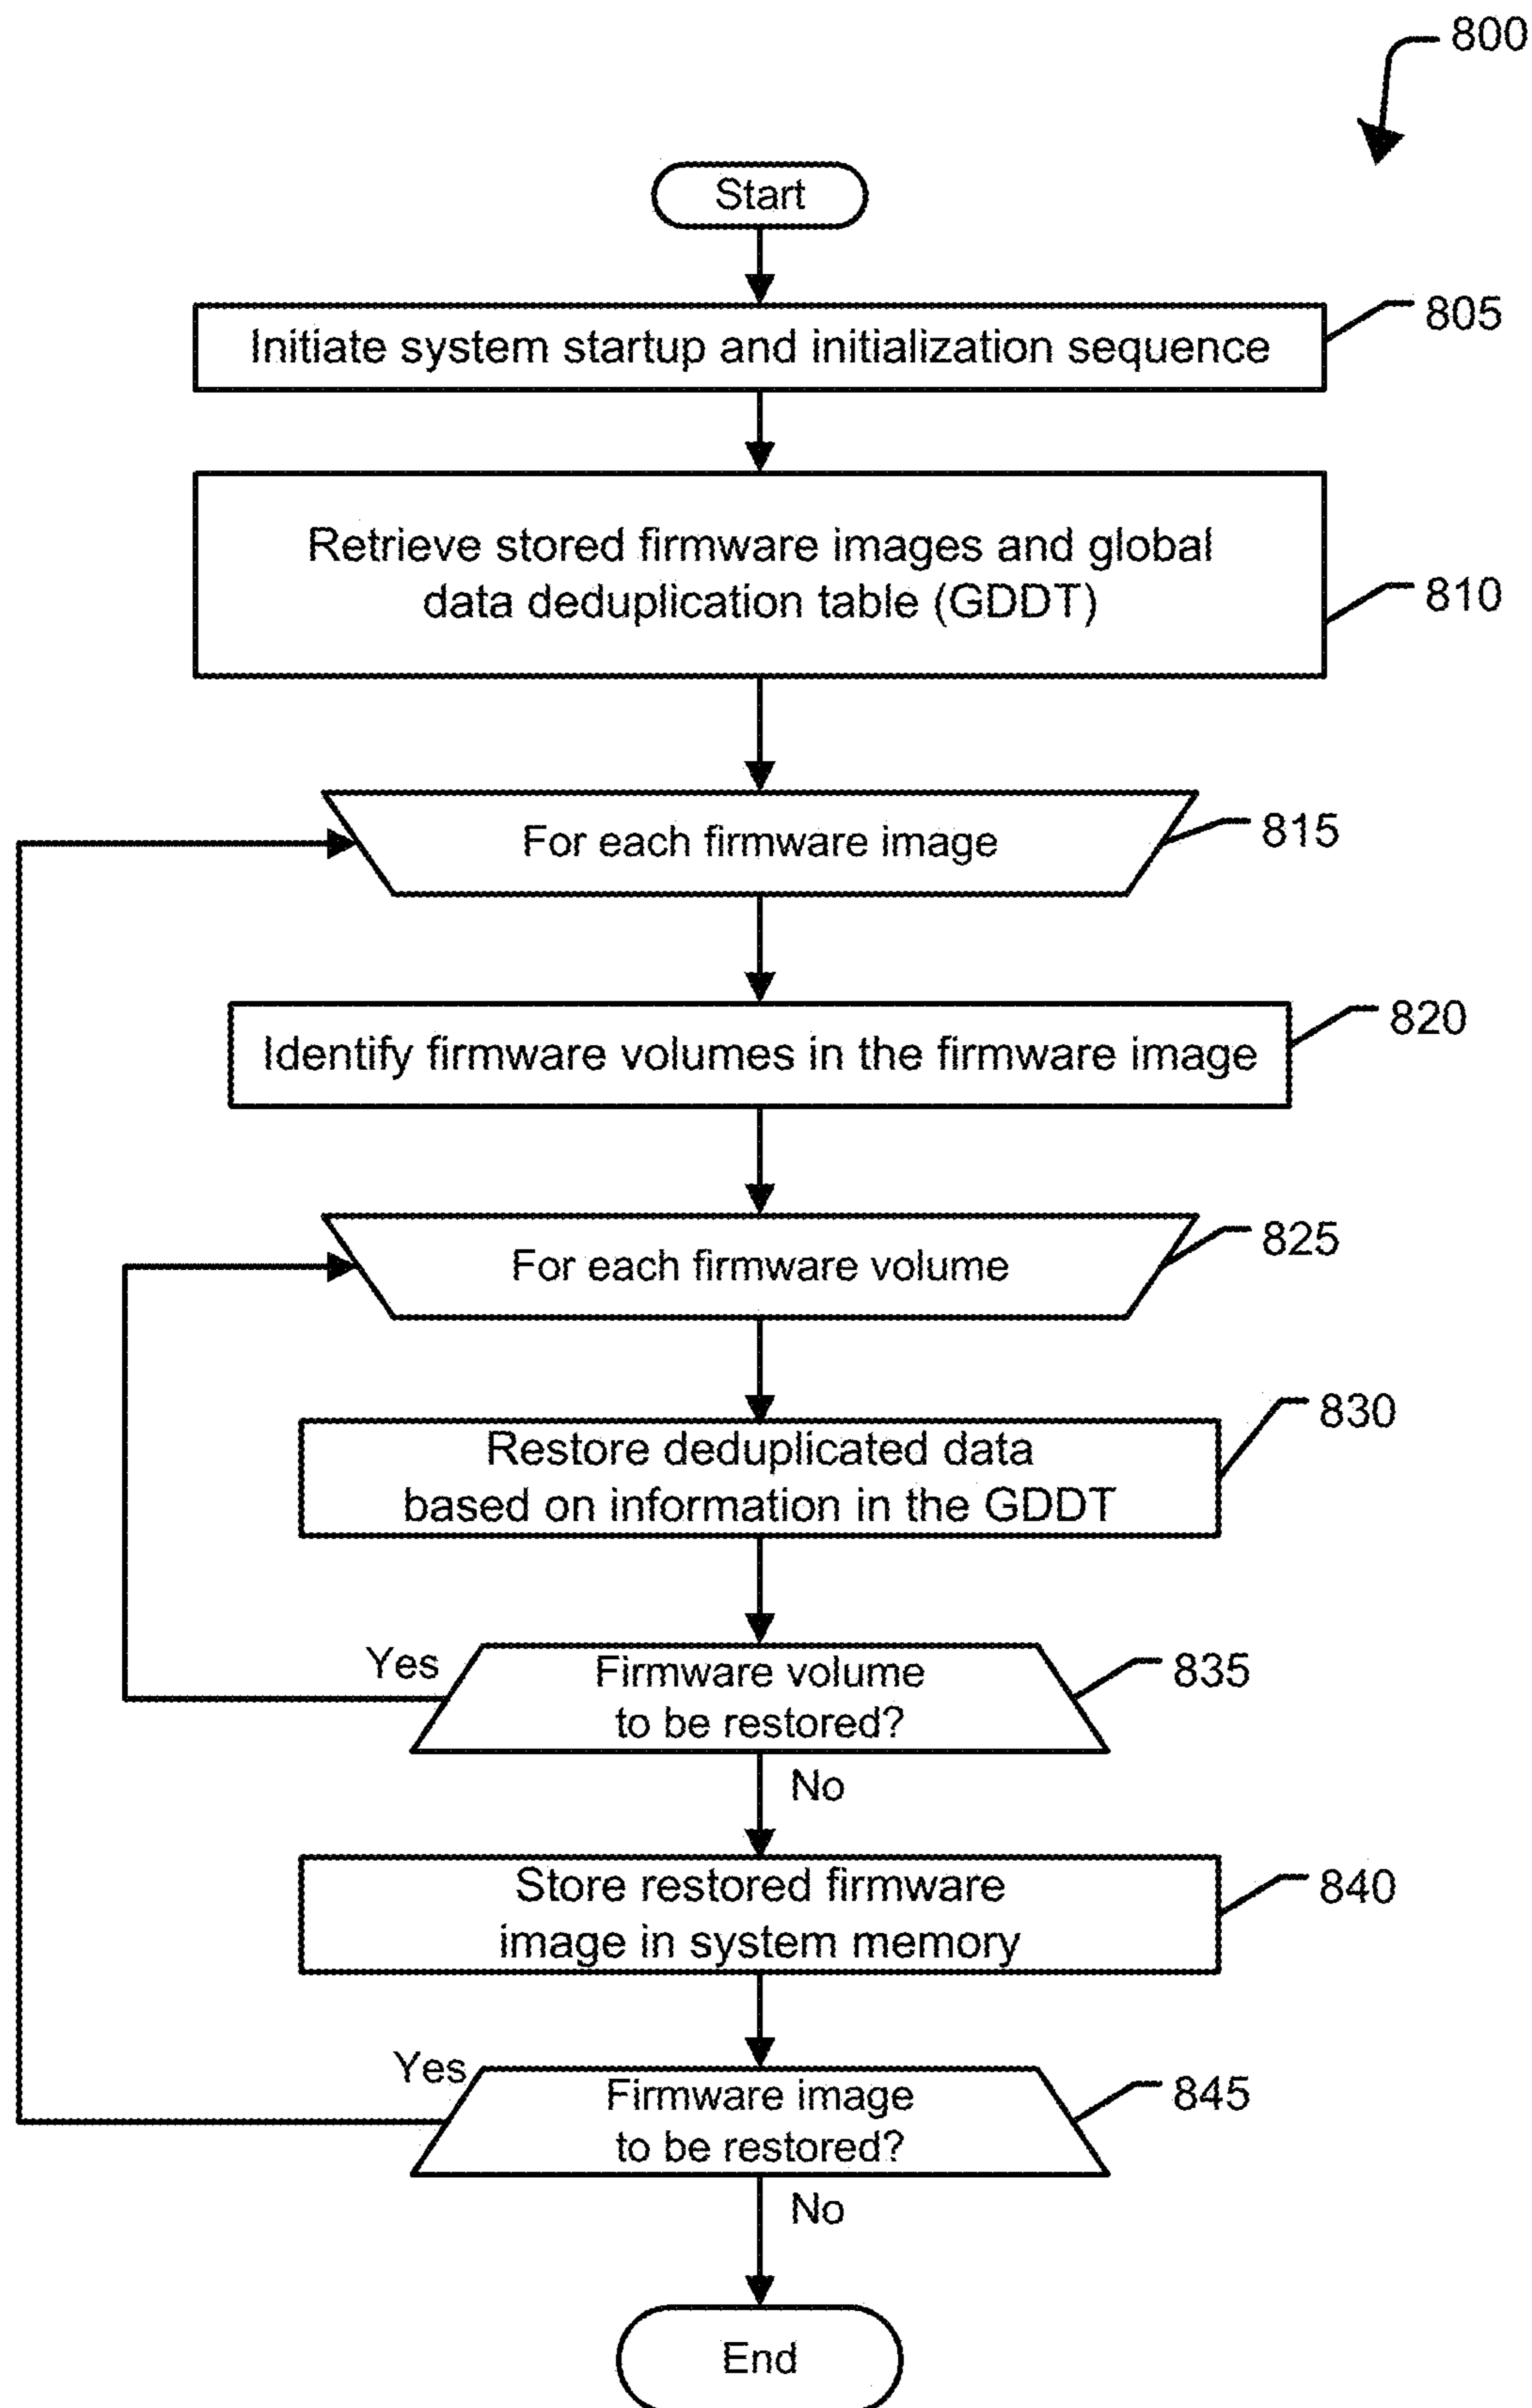 800
Start
Initiate system startup and initialization sequence
805
Retrieve stored firmware images and global
data deduplication table (GDDT)
810
For each firmware image
815
Identify firmware volumes in the firmware image
820
For each firmware volume
825
Restore deduplicated data
based on information in the GDDT
830
Yes
Firmware volume
to be restored?
835
No
Store restored firmware
image in system memory
840
Yes
Firmware image
to be restored?
845
No
End